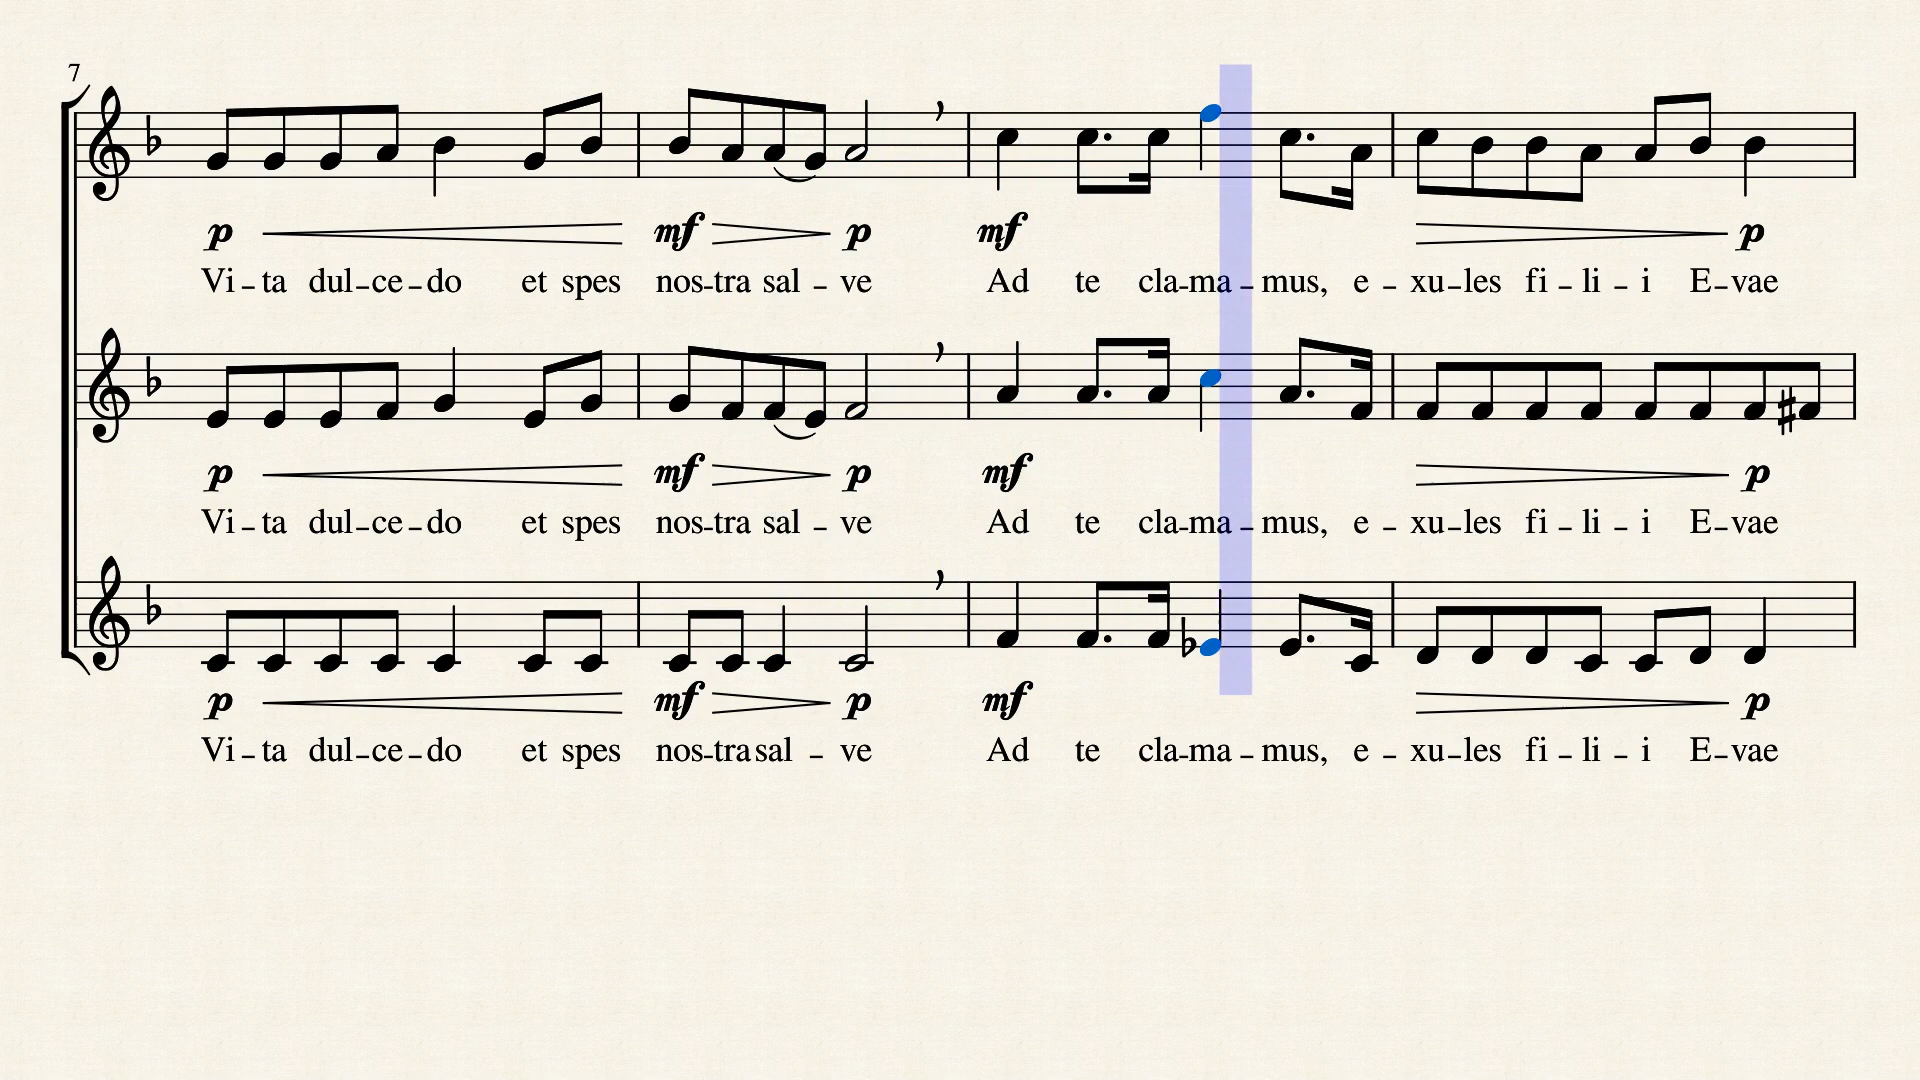 7
p mf p mf p
Vi - ta dul - ce - do et spes nos - tra sal - ve Ad te cla - ma - mus, e - xu - les fi - li - i E - vae
p mf p mf p
Vi - ta dul - ce - do et spes nos - tra sal - ve Ad te cla - ma - mus, e - xu - les fi - li - i E - vae
p mf p mf p
Vi - ta dul - ce - do et spes nos - tra sal - ve Ad te cla - ma - mus, e - xu - les fi - li - i E - vae